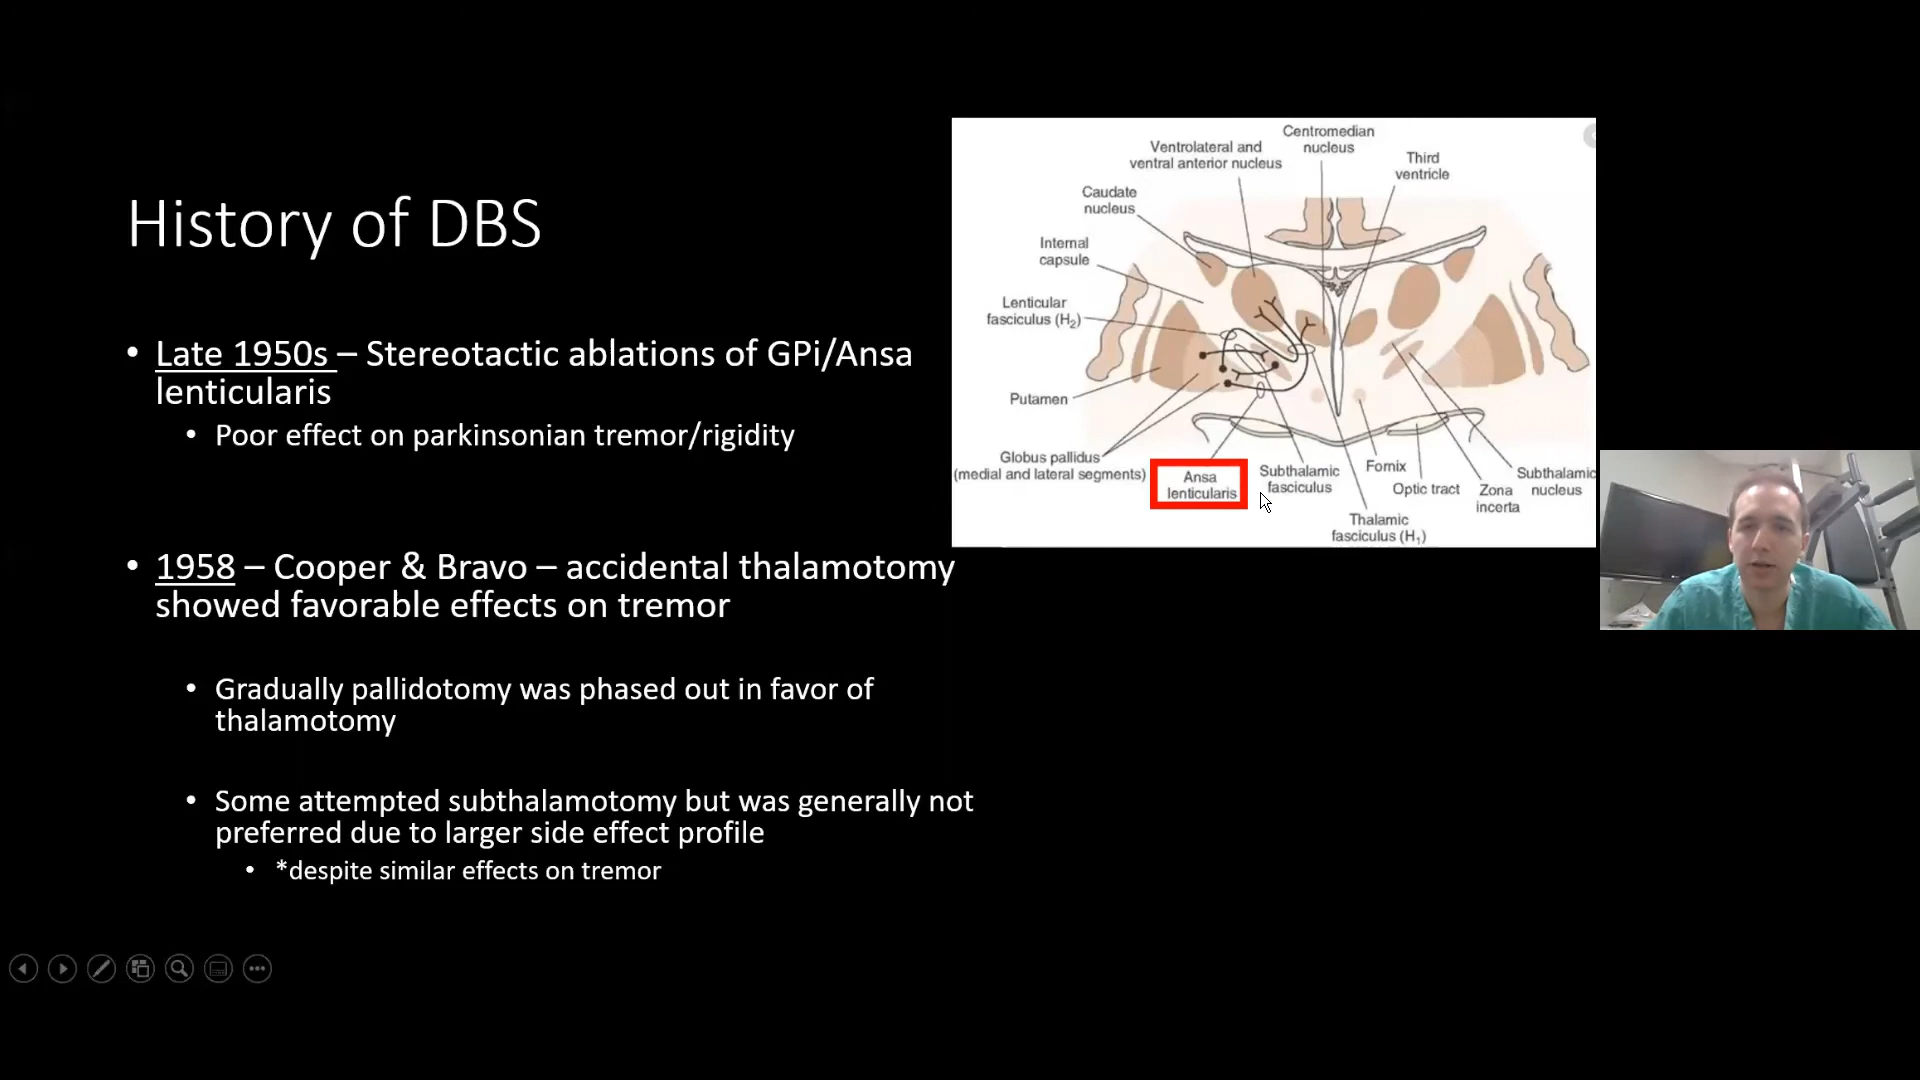 History of DBS
• Late 1950s – Stereotactic ablations of GPi/Ansa
lenticularis
• Poor effect on parkinsonian tremor/rigidity
• 1958 – Cooper & Bravo – accidental thalamotomy
showed favorable effects on tremor
• Gradually pallidotomy was phased out in favor of
thalamotomy
• Some attempted subthalamotomy but was generally not
preferred due to larger side effect profile
• *despite similar effects on tremor
Centromedian
nucleus
Ventrolateral and
ventral anterior nucleus
Third
ventricle
Caudate
nucleus
Internal
capsule
Lenticular
fasciculus (H₂)
Putamen
Globus pallidus
(medial and lateral segments)
Ansa
lenticularis
Subthalamic
fasciculus
Thalamic
fasciculus (H₁)
Fornix
Optic tract
Zona
incerta
Subthalamic
nucleus